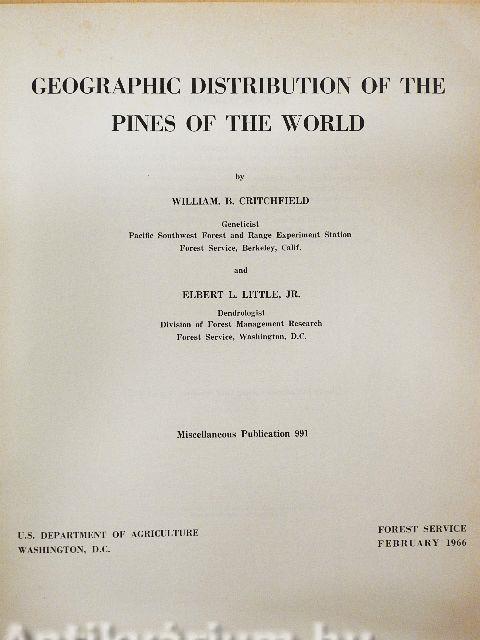 GEOGRAPHIC DISTRIBUTION OF THE
PINES OF THE WORLD
by
WILLIAM. B. CRITCHFIELD
Geneticist
Pacific Southwest Forest and Range Experiment Station
Forest Service, Berkeley, Calif.
and
ELBERT L. LITTLE, JR.
Dendrologist
Division of Forest Management Research
Forest Service, Washington, D.C.
Miscellaneous Publication 991
U.S. DEPARTMENT OF AGRICULTURE
WASHINGTON, D.C.
FOREST SERVICE
FEBRUARY 1966
Antikvárium.hu